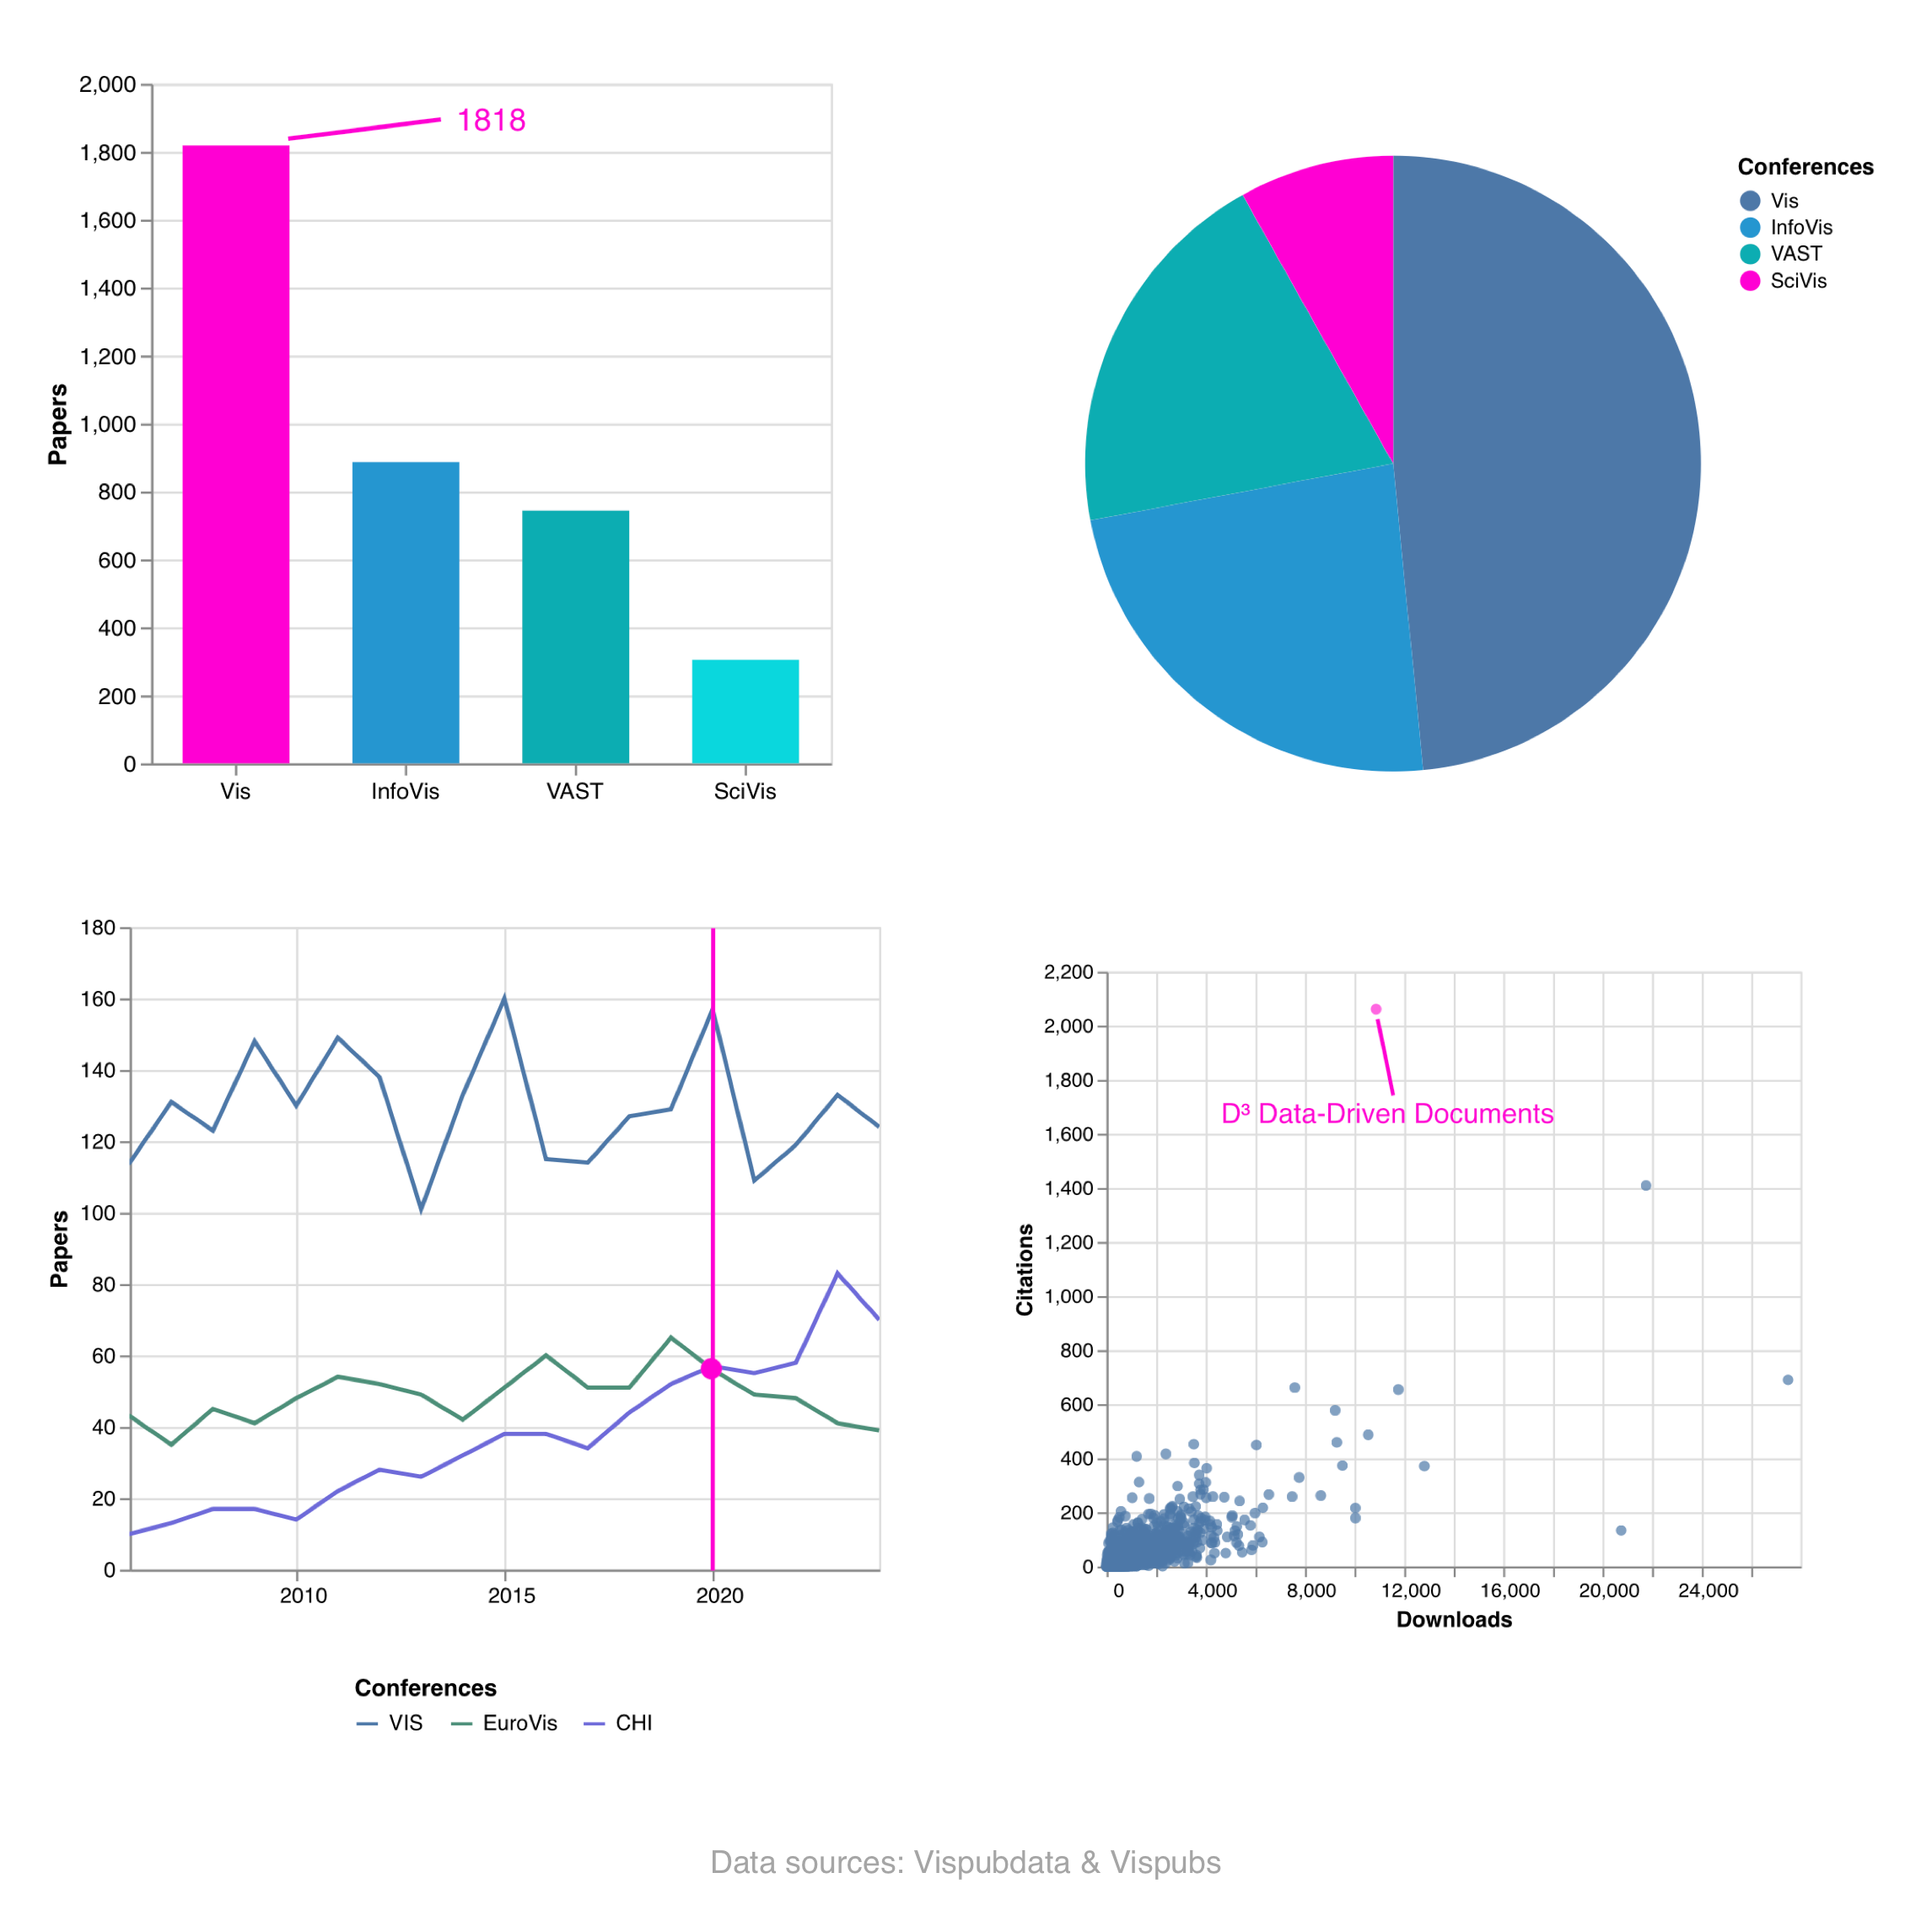 2,000
1,800
1,600
1,400
1,200
1,000
800
600
400
200
0
Papers
1818
Vis InfoVis VAST SciVis
Conferences
Vis
InfoVis
VAST
SciVis
180
160
140
120
100
80
60
40
20
0
Papers
2010 2015 2020
Conferences
VIS EuroVis CHI
2,200
2,000
1,800
1,600
1,400
1,200
1,000
800
600
400
200
0
Citations
D³ Data-Driven Documents
0 4,000 8,000 12,000 16,000 20,000 24,000
Downloads
Data sources: Vispubdata & Vispubs